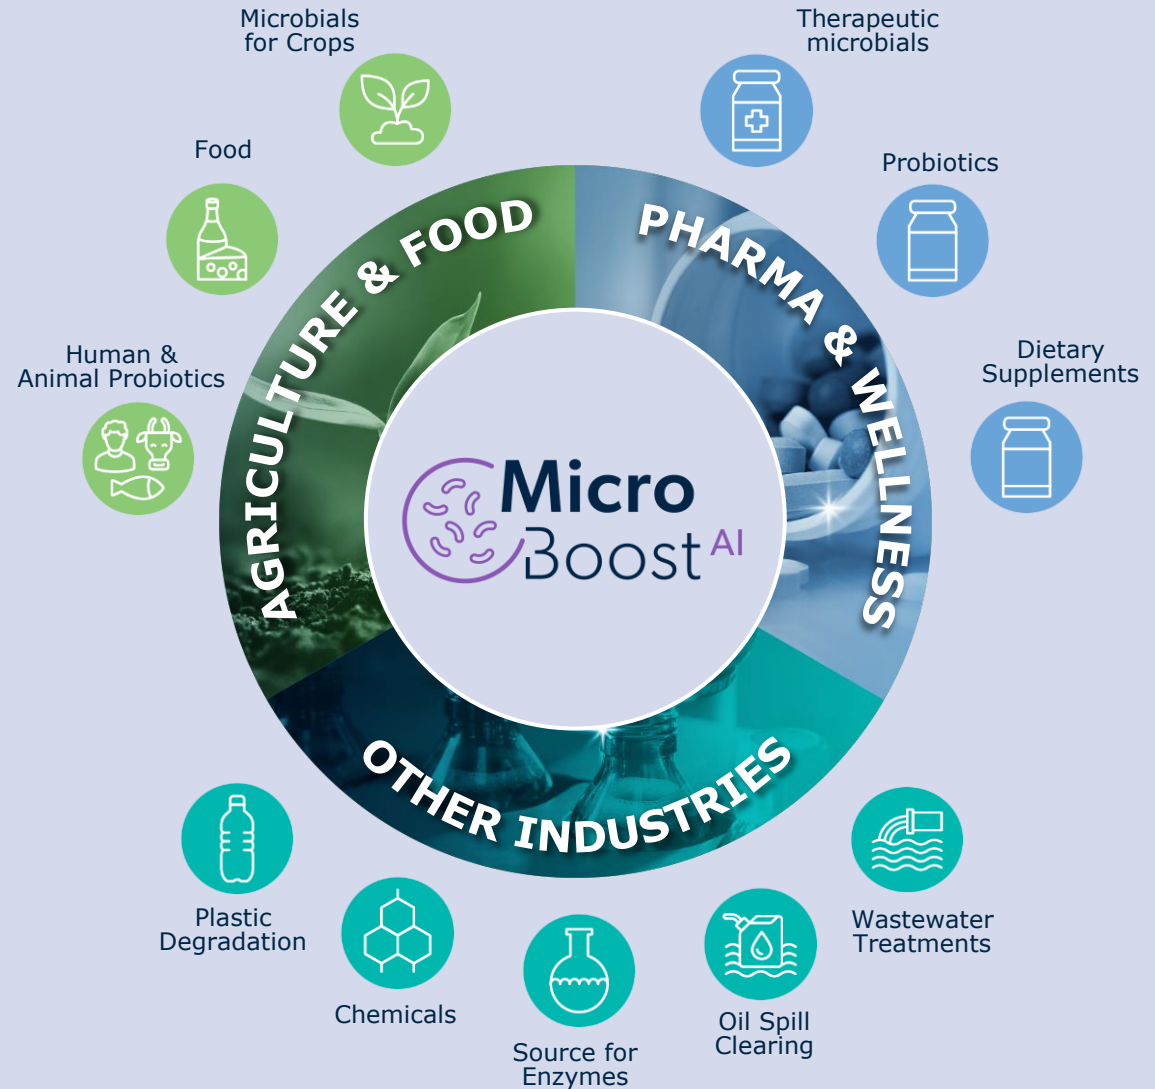 Microbials
for Crops
Therapeutic
microbials
Food
Probiotics
Human &
Animal Probiotics
Dietary
Supplements
AGRICULTURE & FOOD
PHARMA & WELLNESS
OTHER INDUSTRIES
Micro
Boost AI
Plastic
Degradation
Chemicals
Source for
Enzymes
Oil Spill
Clearing
Wastewater
Treatments